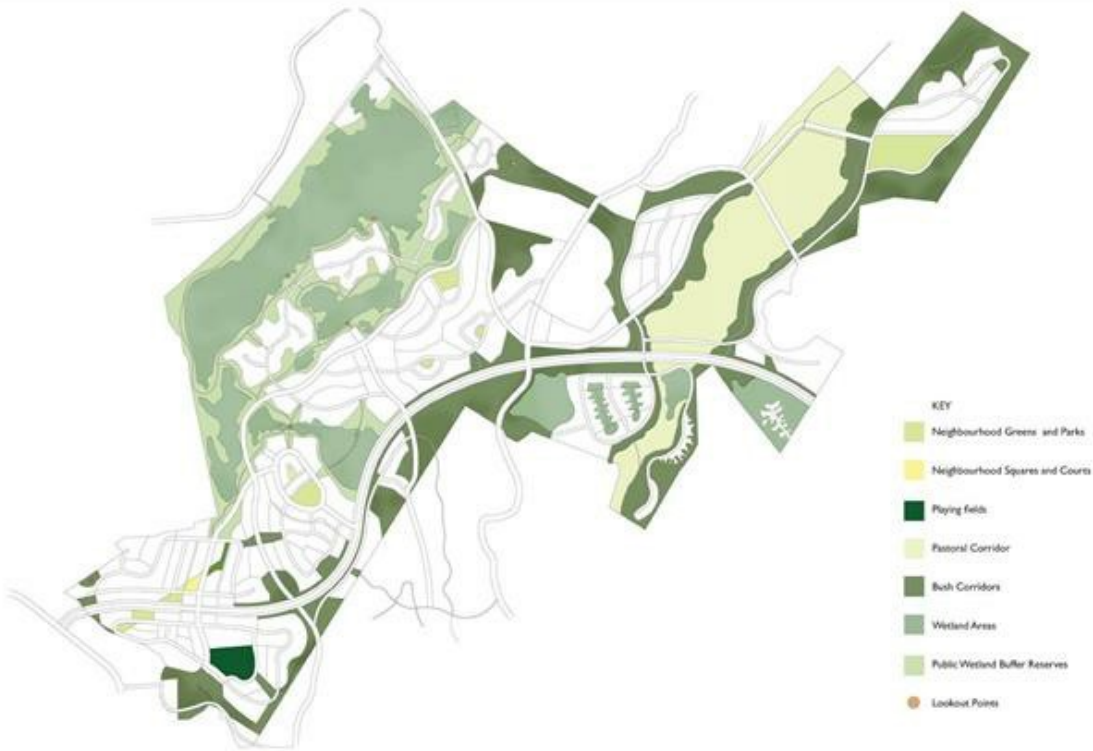 KEY
Neighbourhood Greens and Parks
Neighbourhood Squares and Courts
Playing fields
Pastoral Corridor
Bush Corridors
Wetland Areas
Public Wetland Buffer Reserves
Lookout Points